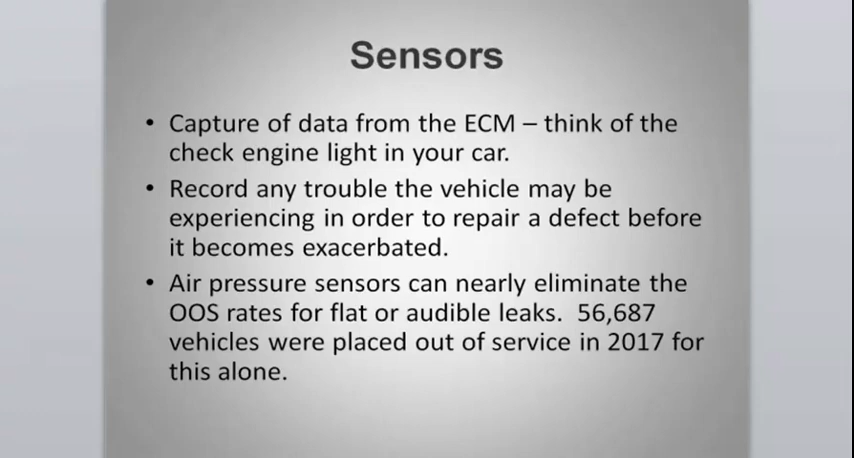 Sensors
• Capture of data from the ECM – think of the
check engine light in your car.
• Record any trouble the vehicle may be
experiencing in order to repair a defect before
it becomes exacerbated.
• Air pressure sensors can nearly eliminate the
OOS rates for flat or audible leaks.  56,687
vehicles were placed out of service in 2017 for
this alone.